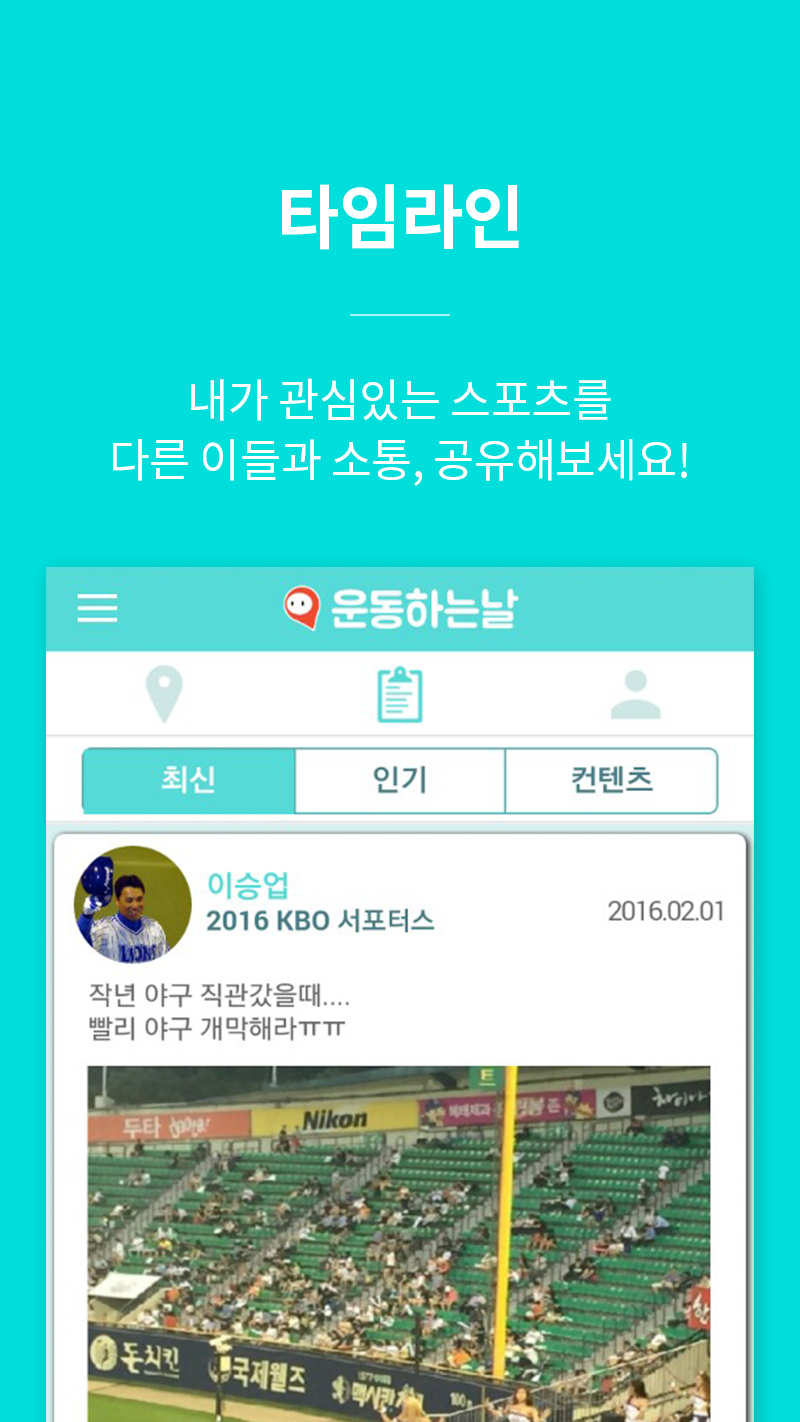 타임라인
내가 관심있는 스포츠를
다른 이들과 소통, 공유해보세요!
운동하는날
최신
인기
컨텐츠
이승업
2016 KBO 서포터스
2016.02.01
작년 야구 직관갔을때....
빨리 야구 개막해라ㅠㅠ
LIONS
트
두타
Nikon
돈치킨
국제월즈
100